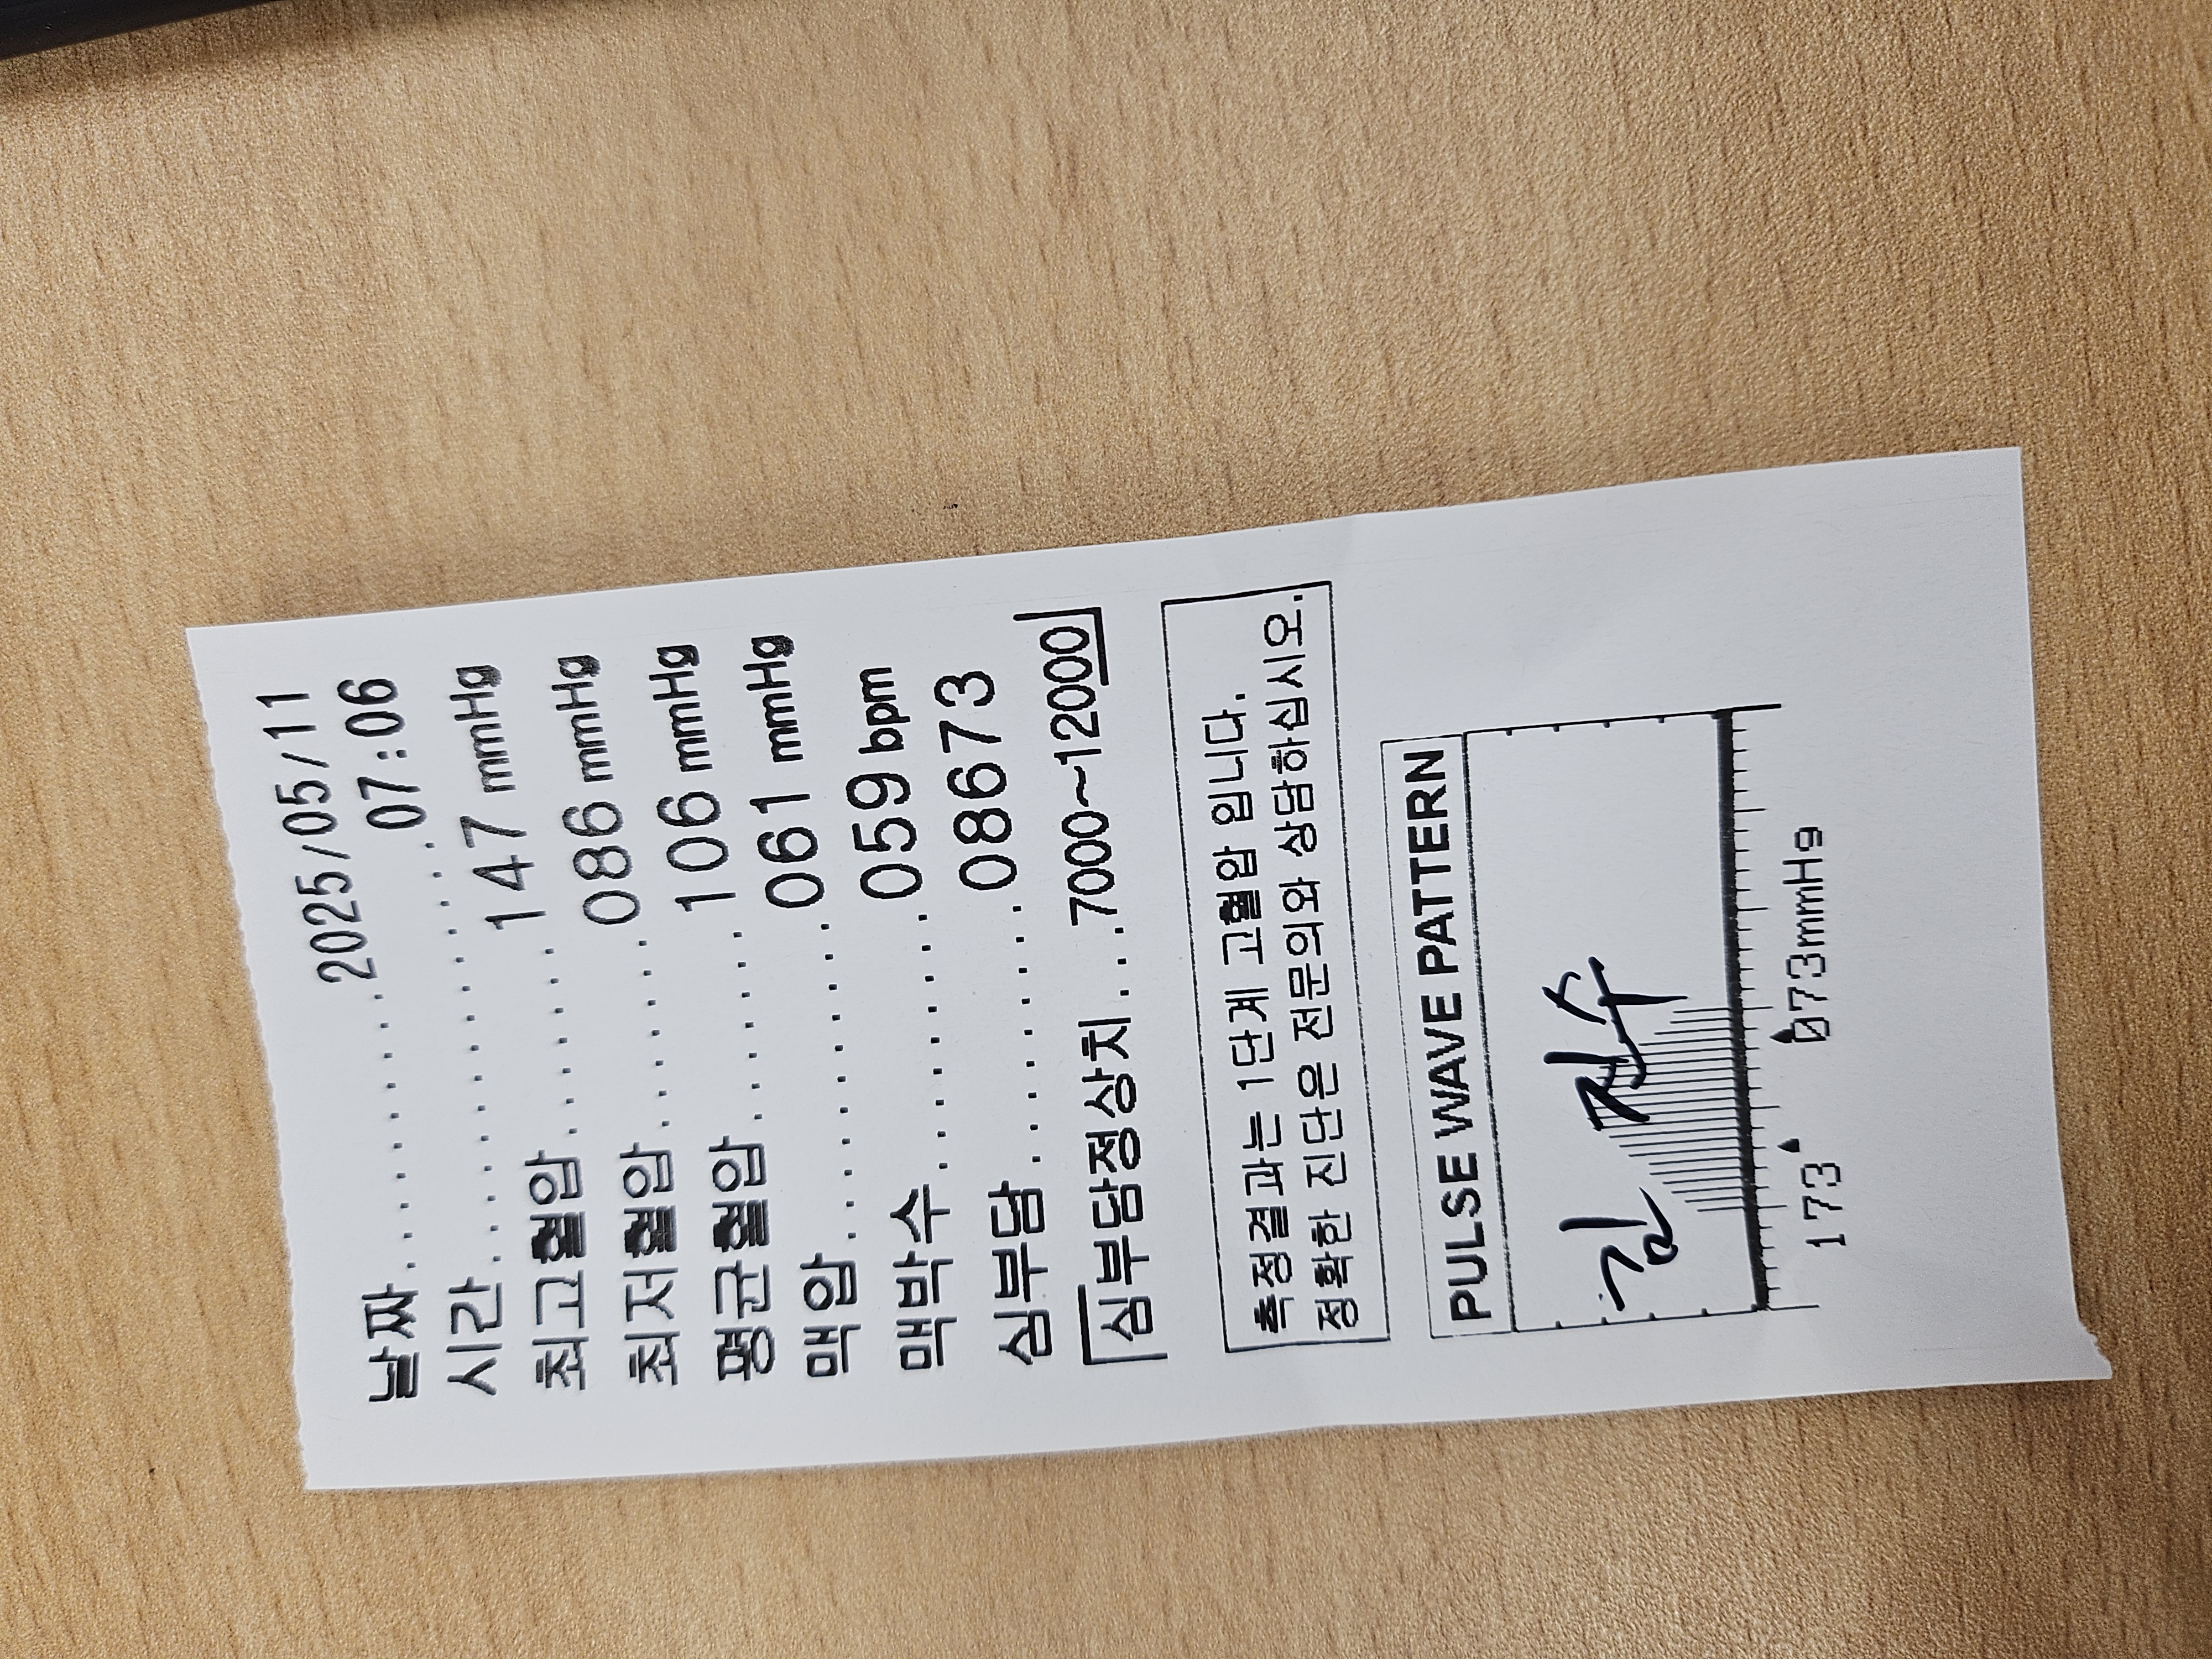 날짜...........2025/05/11
시간................07:06
최고혈압.........147 mmHg
최저혈압.........086 mmHg
평균혈압.........106 mmHg
맥압.............061 mmHg
맥박수...........059 bpm
심부담..........08673
심부담정상치...7000~12000
측정결과는 1단계 고혈압 입니다.
정확한 진단은 전문의와 상담하십시오.
PULSE WAVE PATTERN
김 진수
173 073mmHg